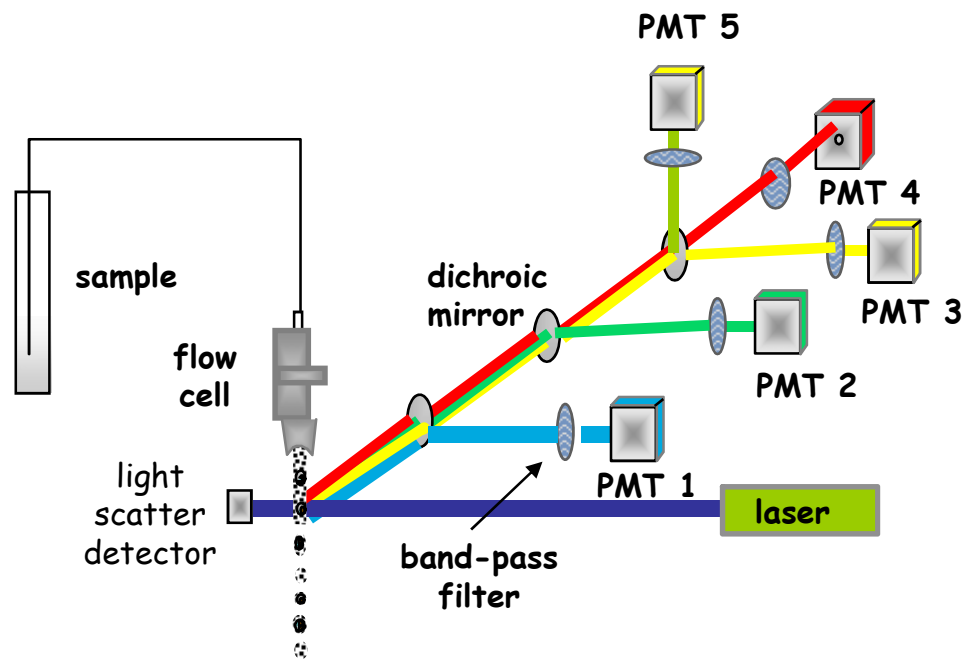 PMT 5
PMT 4
sample
dichroic
mirror
PMT 3
flow
cell
PMT 2
light
scatter
detector
PMT 1
laser
band-pass
filter